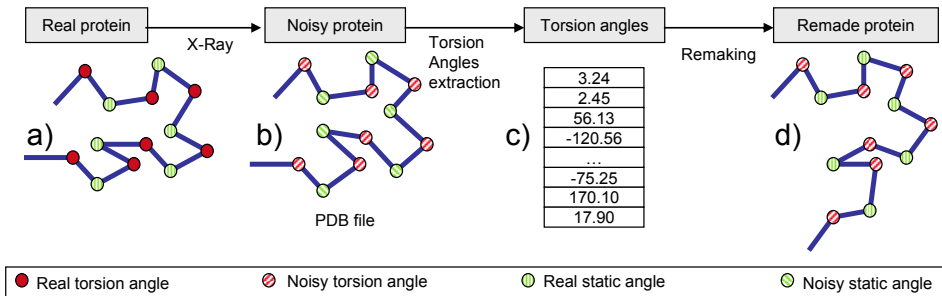 Real protein
X-Ray
Noisy protein
Torsion
Angles
extraction
Torsion angles
Remaking
Remade protein
a)
b)
c)
d)
3.24
2.45
56.13
-120.56
...
-75.25
170.10
17.90
PDB file
Real torsion angle
Noisy torsion angle
Real static angle
Noisy static angle